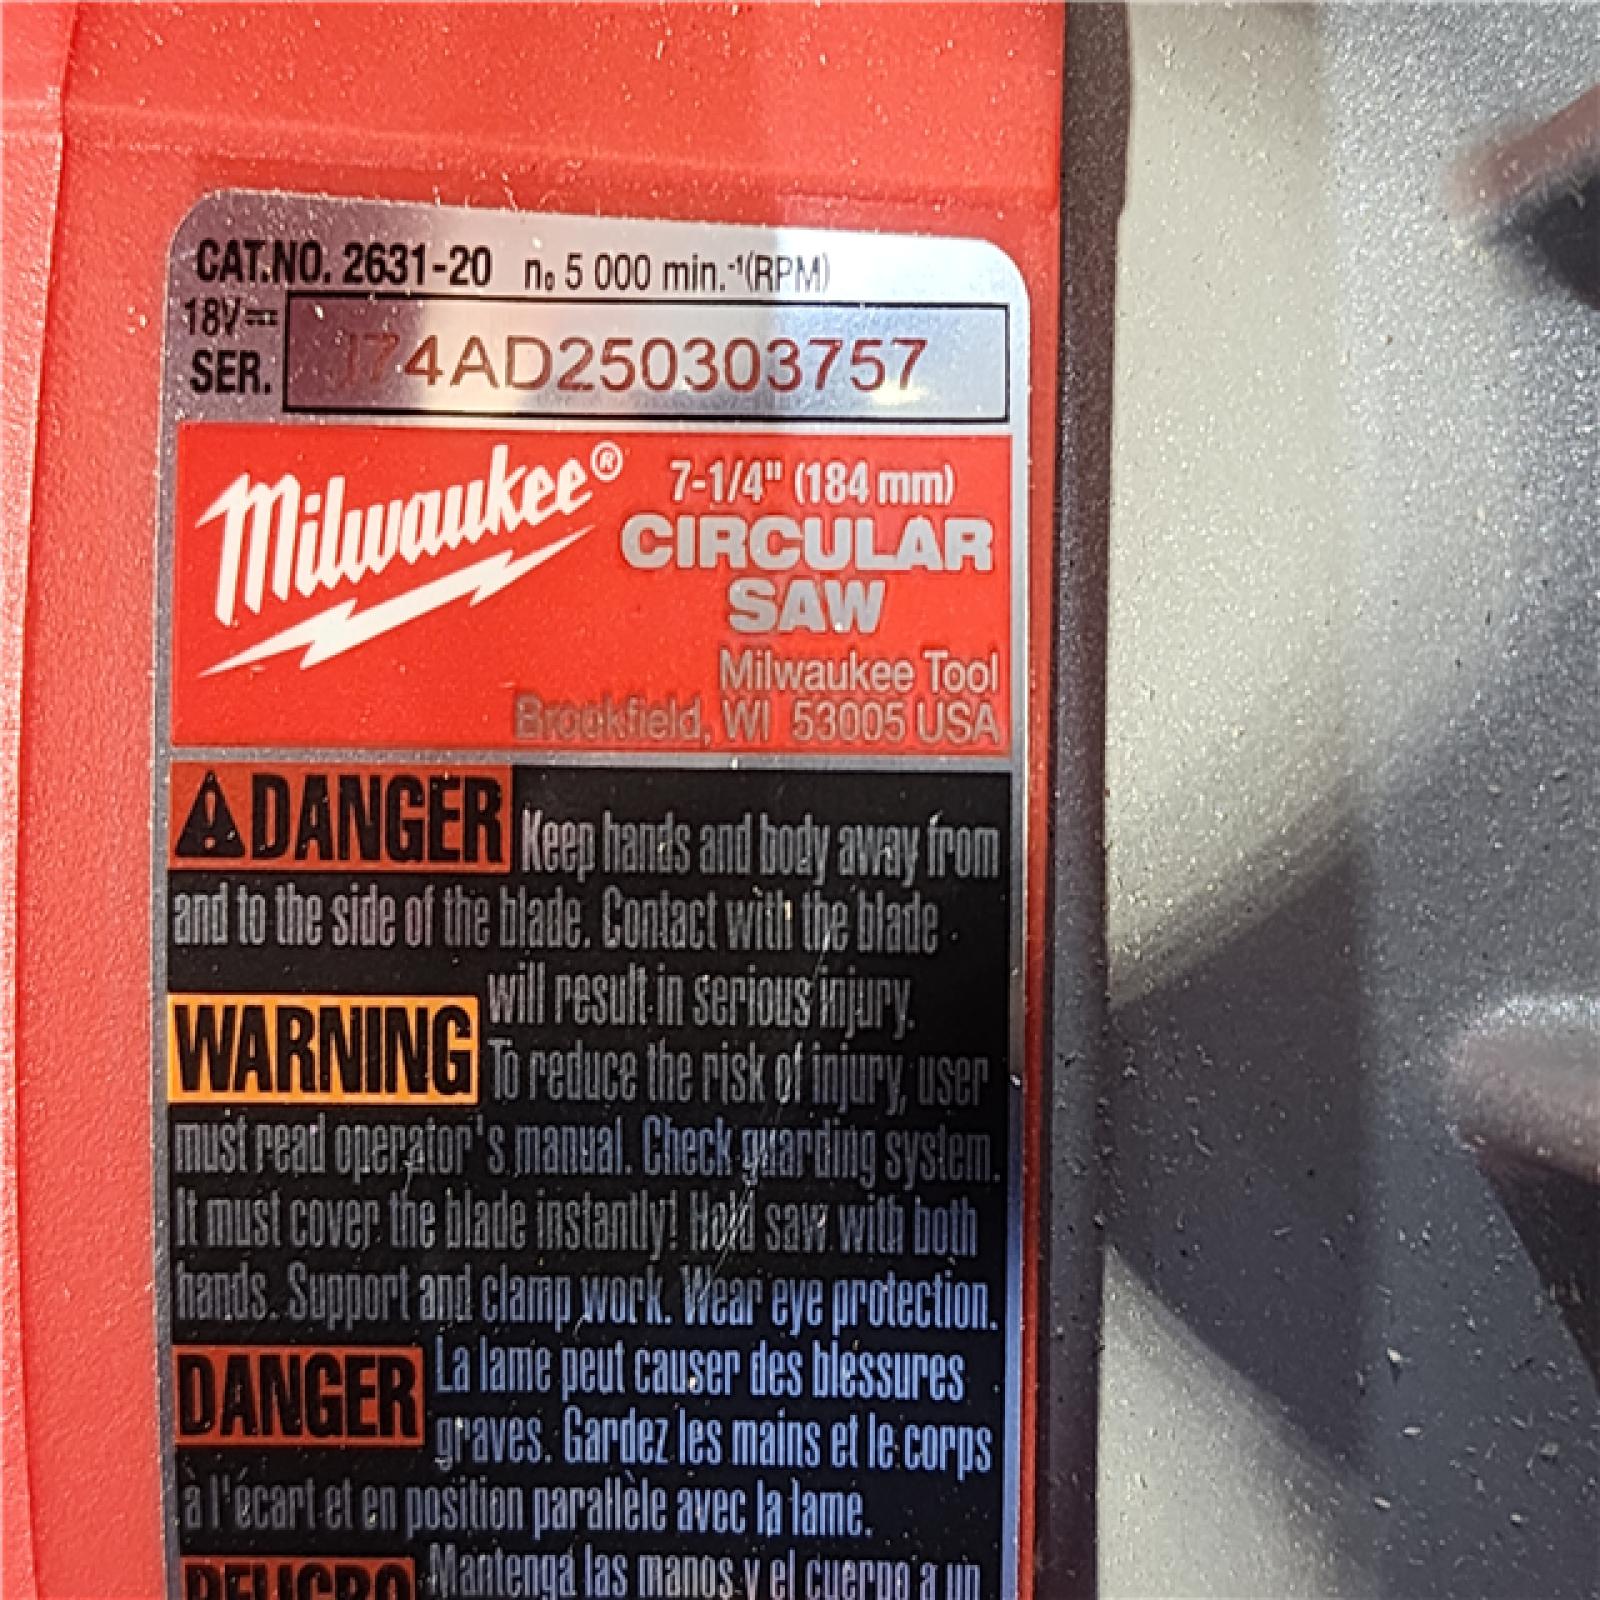 CAT.NO. 2631-20 n₀ 5 000 min.⁻¹(RPM)
18V⎓
SER. J74AD250303757
Milwaukee®
7-1/4" (184 mm)
CIRCULAR
SAW
Milwaukee Tool
Brookfield, WI 53005 USA
⚠DANGER Keep hands and body away from
and to the side of the blade. Contact with the blade
will result in serious injury.
WARNING To reduce the risk of injury, user
must read operator's manual. Check guarding system.
It must cover the blade instantly! Hold saw with both
hands. Support and clamp work. Wear eye protection.
DANGER La lame peut causer des blessures
graves. Gardez les mains et le corps
à l'écart et en position parallèle avec la lame.
PELIGRO Mantenga las manos y el cuerpo a un